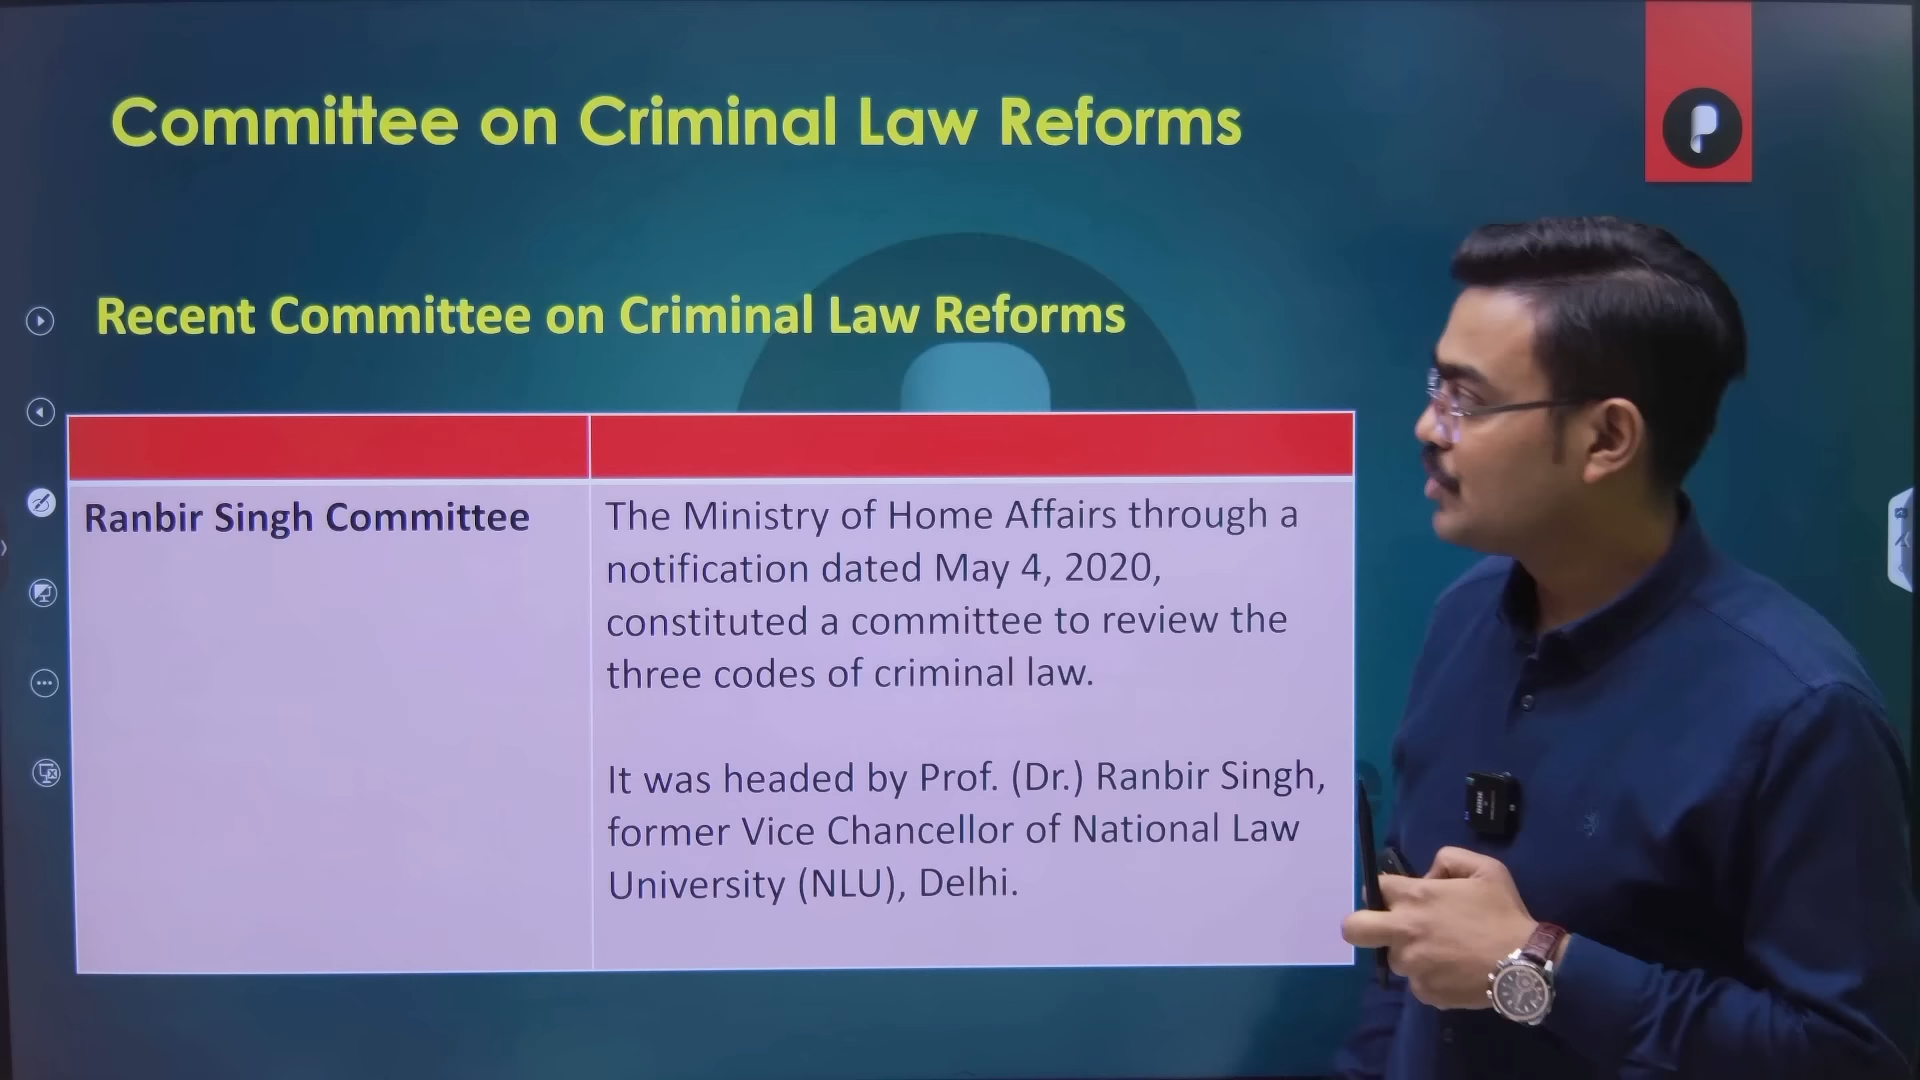 Committee on Criminal Law Reforms
Recent Committee on Criminal Law Reforms
Ranbir Singh Committee
The Ministry of Home Affairs through a
notification dated May 4, 2020,
constituted a committee to review the
three codes of criminal law.
It was headed by Prof. (Dr.) Ranbir Singh,
former Vice Chancellor of National Law
University (NLU), Delhi.